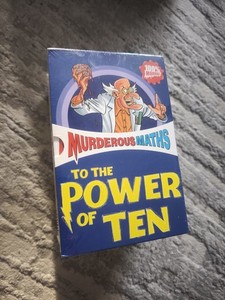 MURDEROUS MATHS
TO THE
POWER
OF TEN